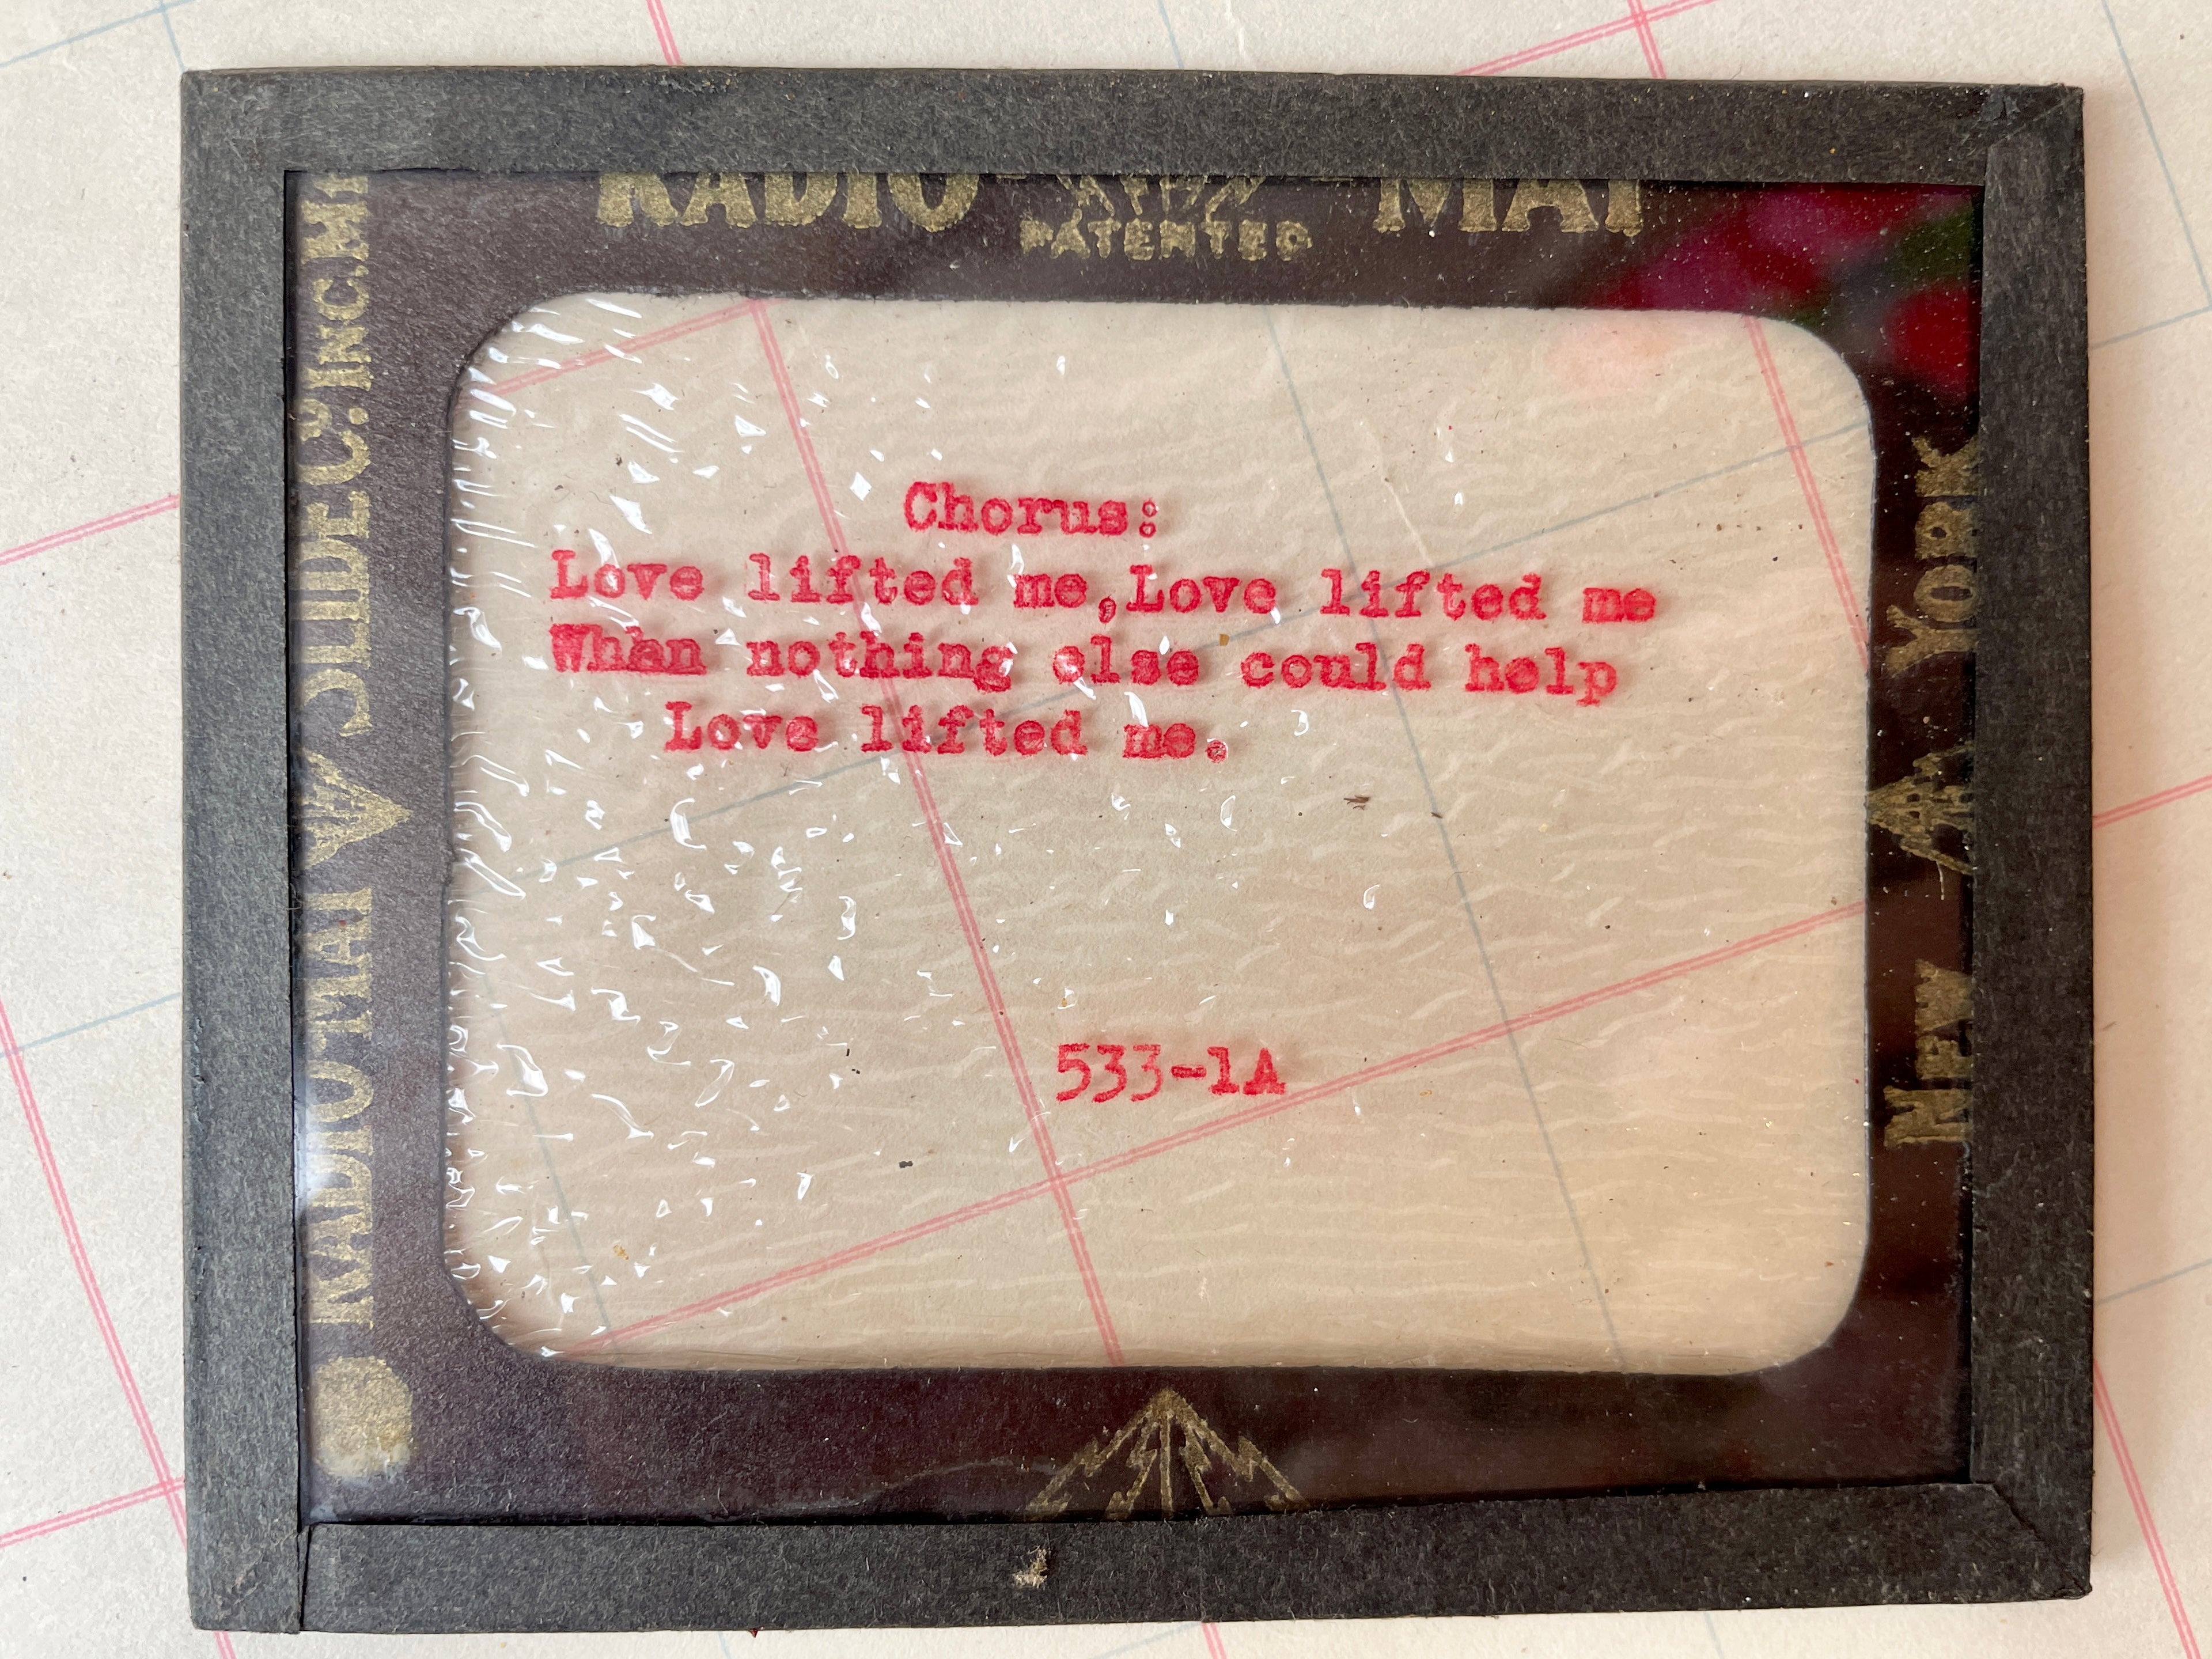 RADIO-MAT
PATENTED
Chorus:
Love lifted me,Love lifted me
When nothing else could help
Love lifted me.
533-1A
RADIO MAT SLIDE Co. INC.
NEW YORK